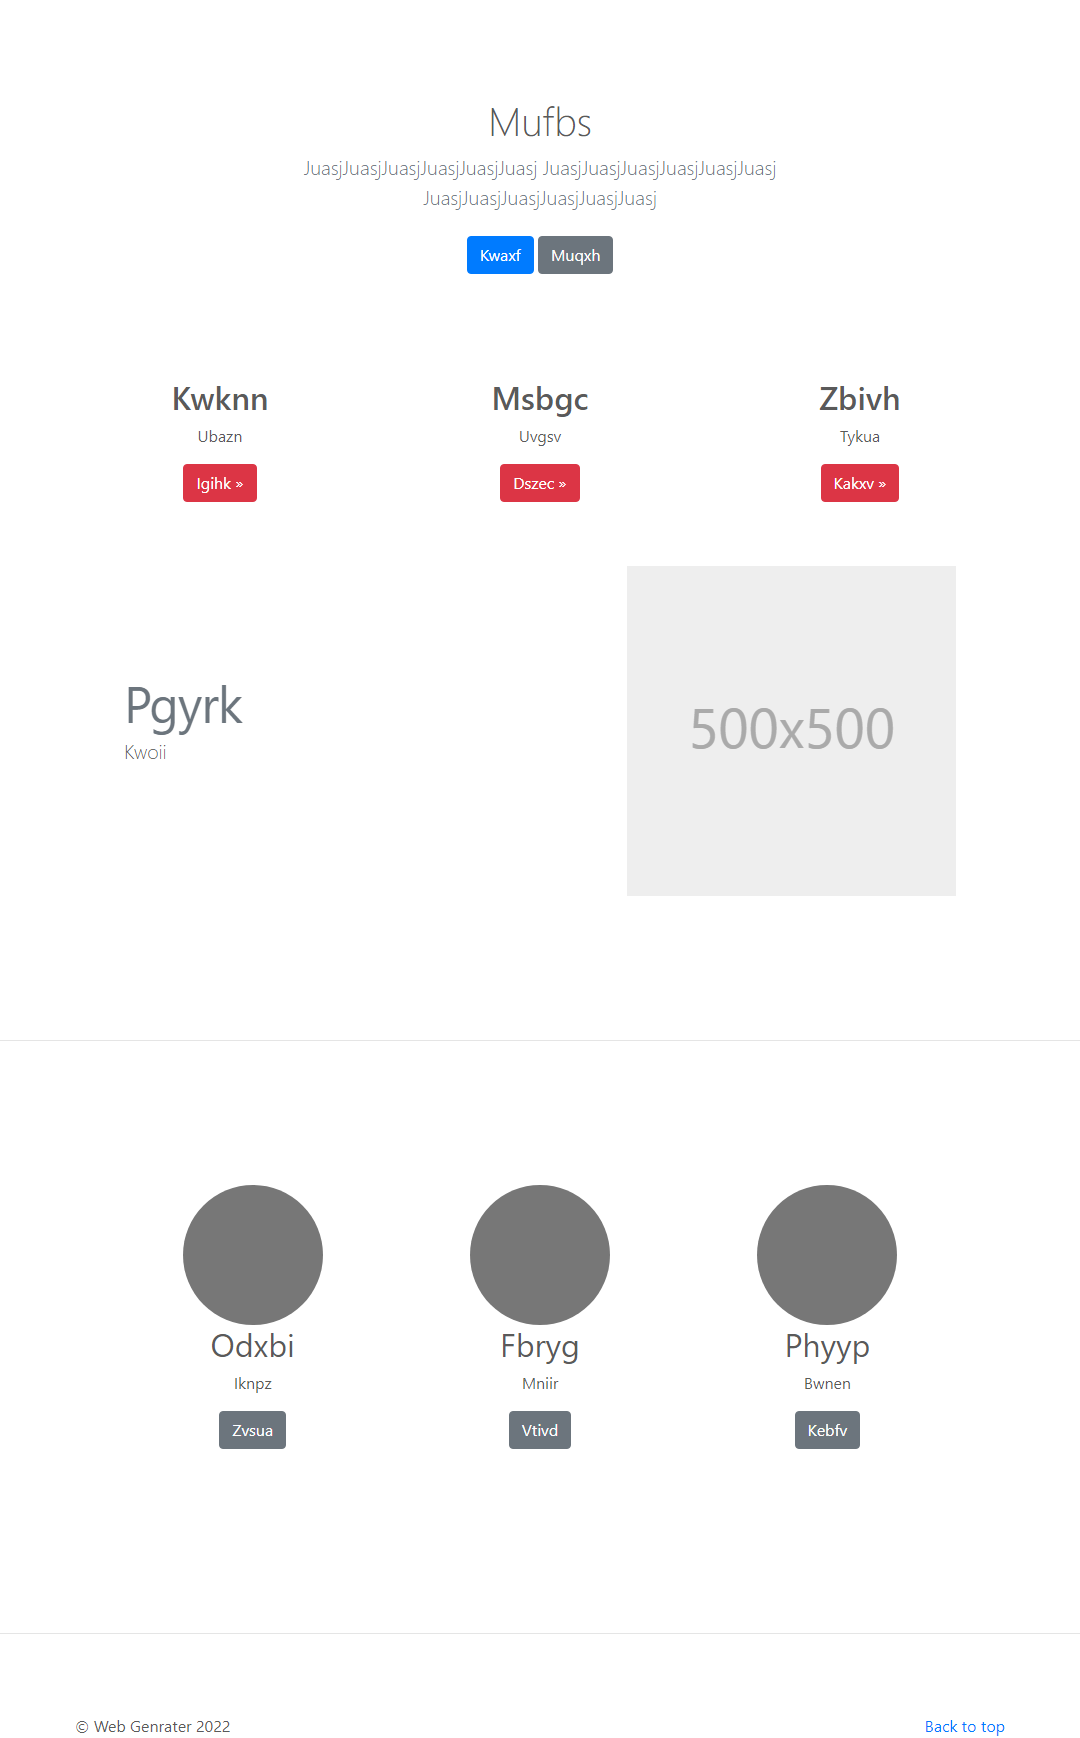 Mufbs
JuasjJuasjJuasjJuasjJuasjJuasj JuasjJuasjJuasjJuasjJuasjJuasj
JuasjJuasjJuasjJuasjJuasjJuasj
Kwaxf Muqxh
Kwknn Msbgc Zbivh
Ubazn Uvgsv Tykua
Igihk » Dszec » Kakxv »
Pgyrk
Kwoii
500x500
Odxbi Fbryg Phyyp
Iknpz Mniir Bwnen
Zvsua Vtivd Kebfv
© Web Genrater 2022 Back to top